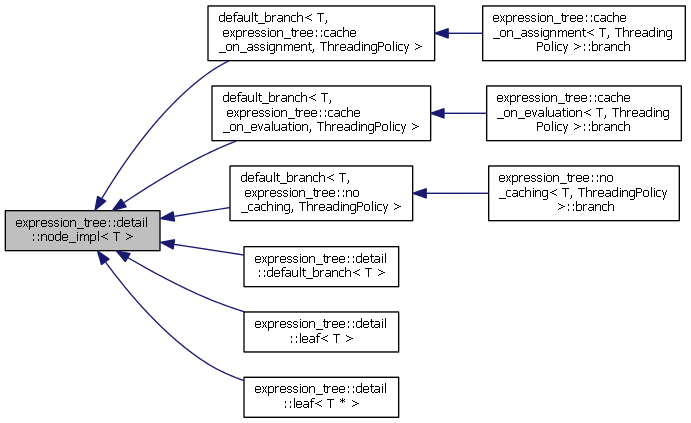 default_branch< T,
expression_tree::cache
_on_assignment, ThreadingPolicy >
expression_tree::cache
_on_assignment< T, Threading
Policy >::branch
default_branch< T,
expression_tree::cache
_on_evaluation, ThreadingPolicy >
expression_tree::cache
_on_evaluation< T, Threading
Policy >::branch
default_branch< T,
expression_tree::no
_caching, ThreadingPolicy >
expression_tree::no
_caching< T, ThreadingPolicy
>::branch
expression_tree::detail
::node_impl< T >
expression_tree::detail
::default_branch< T >
expression_tree::detail
::leaf< T >
expression_tree::detail
::leaf< T * >